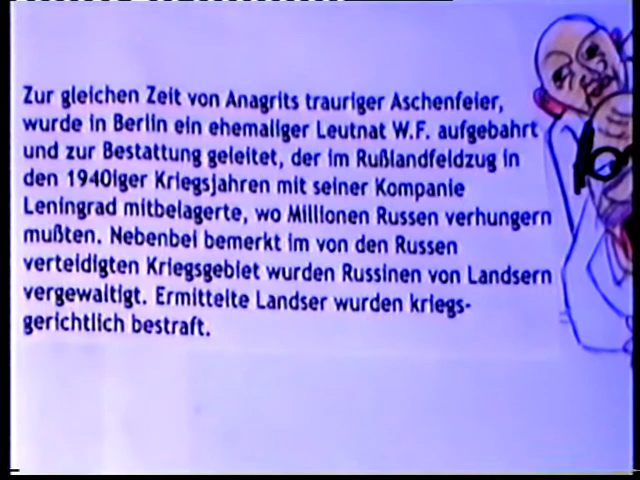 Zur gleichen Zeit von Anagrits trauriger Aschenfeier,
wurde in Berlin ein ehemaliger Leutnat W.F. aufgebahrt
und zur Bestattung geleitet, der im Rußlandfeldzug in
den 1940iger Kriegsjahren mit seiner Kompanie
Leningrad mitbelagerte, wo Millionen Russen verhungern
mußten. Nebenbei bemerkt im von den Russen
verteidigten Kriegsgebiet wurden Russinen von Landsern
vergewaltigt. Ermittelte Landser wurden kriegs-
gerichtlich bestraft.